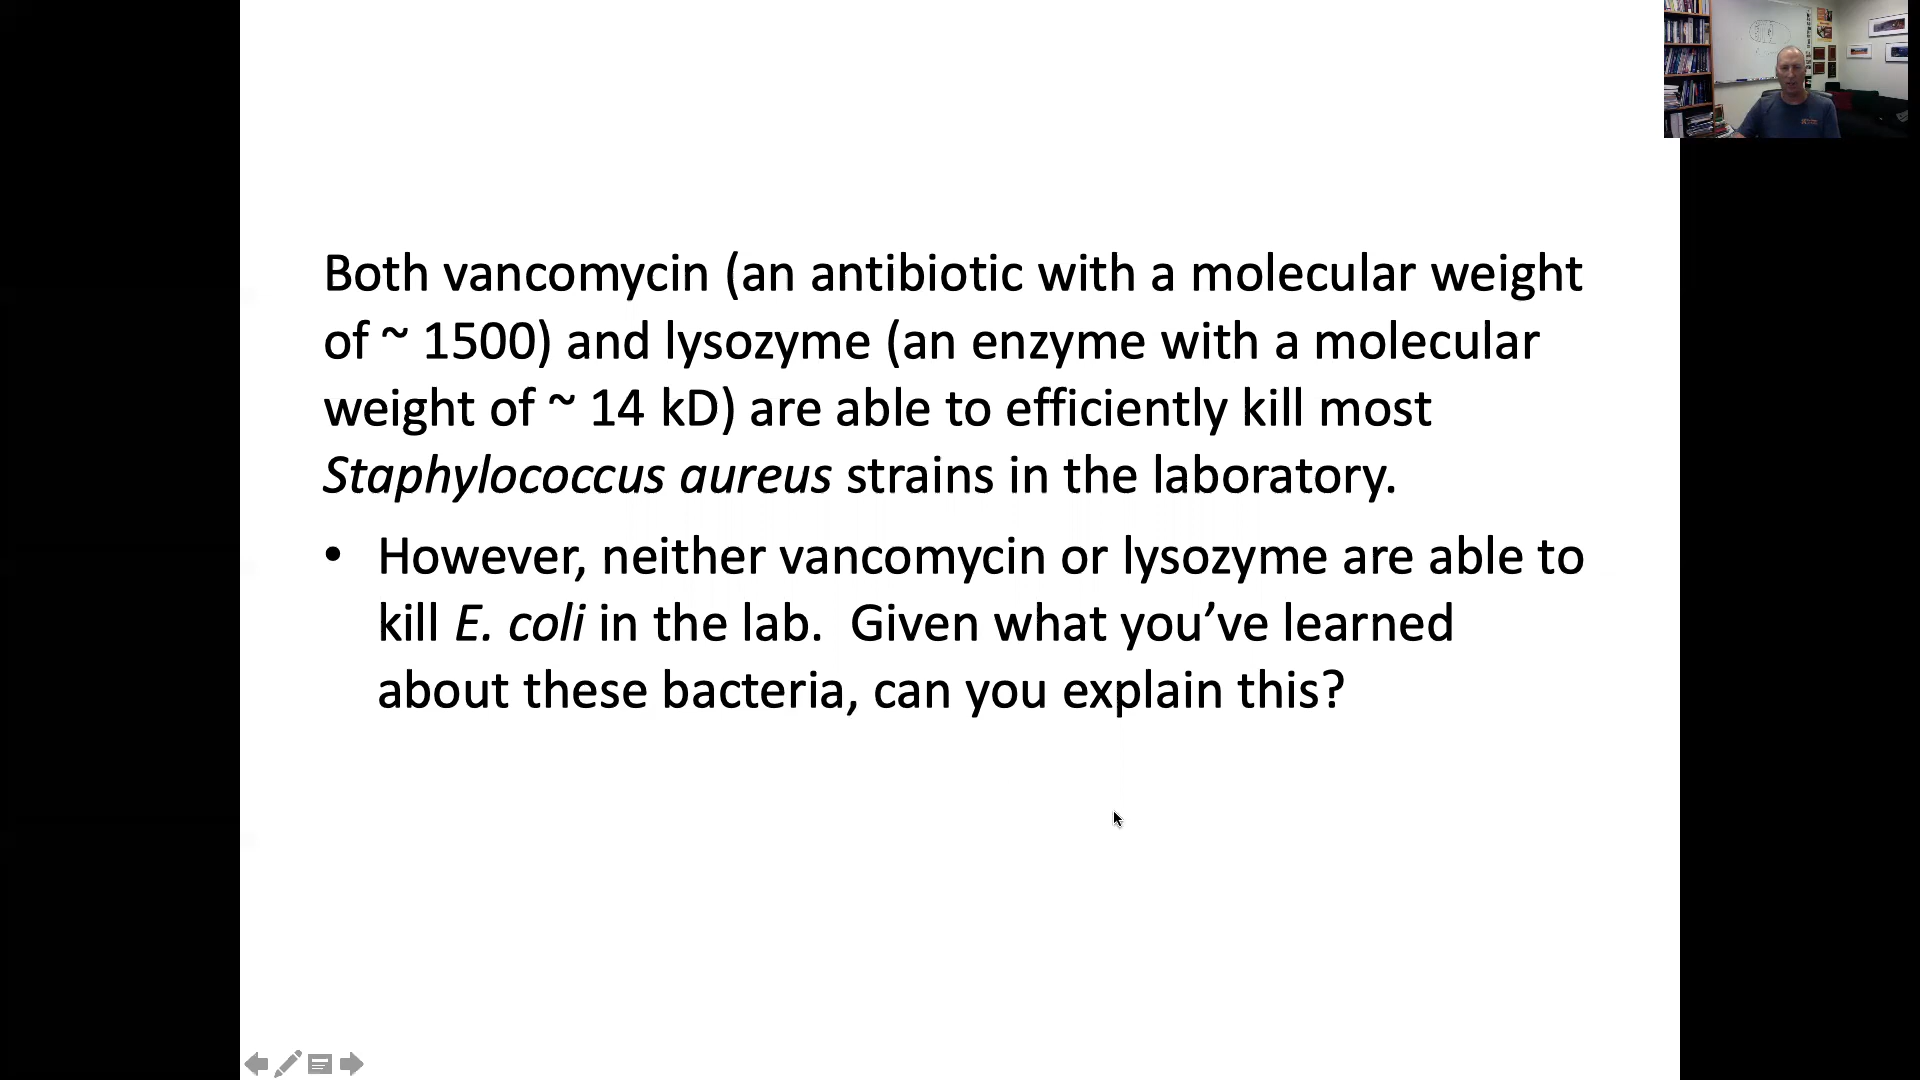 Both vancomycin (an antibiotic with a molecular weight
of ~ 1500) and lysozyme (an enzyme with a molecular
weight of ~ 14 kD) are able to efficiently kill most
Staphylococcus aureus strains in the laboratory.
• However, neither vancomycin or lysozyme are able to
kill E. coli in the lab.  Given what you’ve learned
about these bacteria, can you explain this?